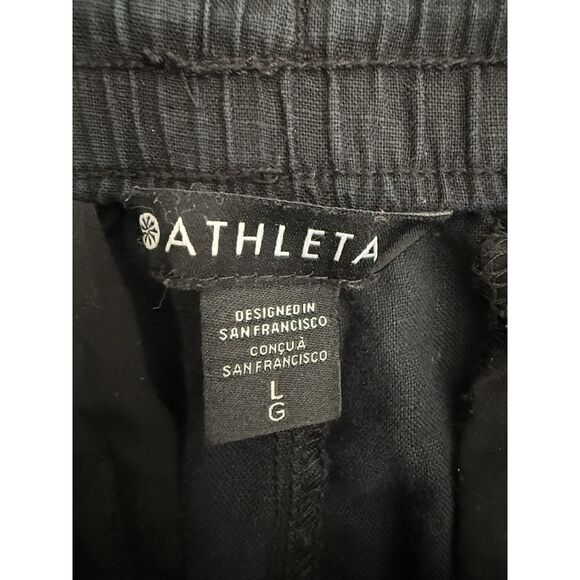 ATHLETA
DESIGNED IN
SAN FRANCISCO
CONÇU À
SAN FRANCISCO
L
G